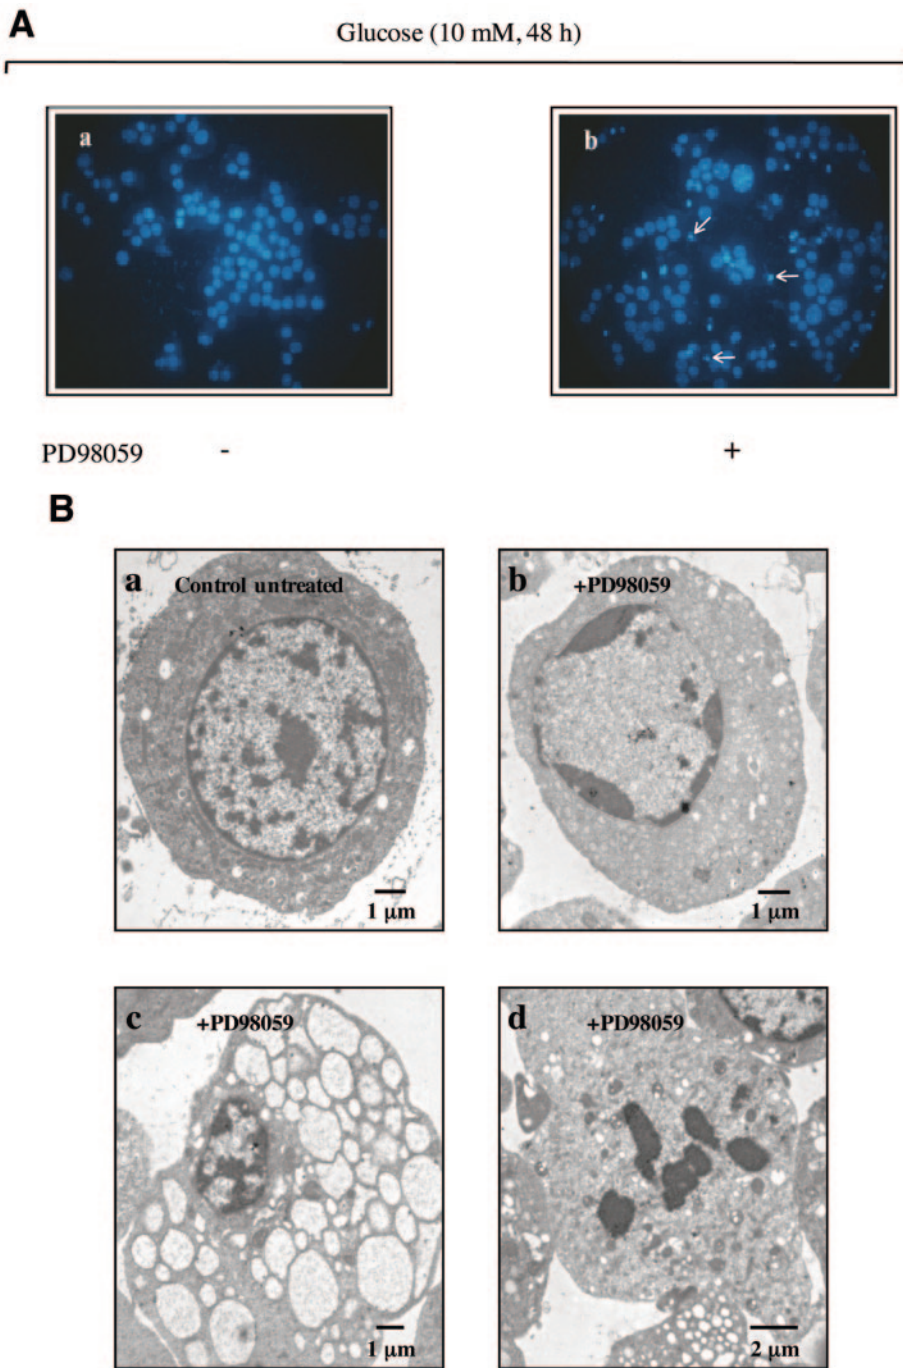 A
Glucose (10 mM, 48 h)
a
b
PD98059 - +
B
a
Control untreated
1 μm
b
+PD98059
1 μm
c
+PD98059
1 μm
d
+PD98059
2 μm